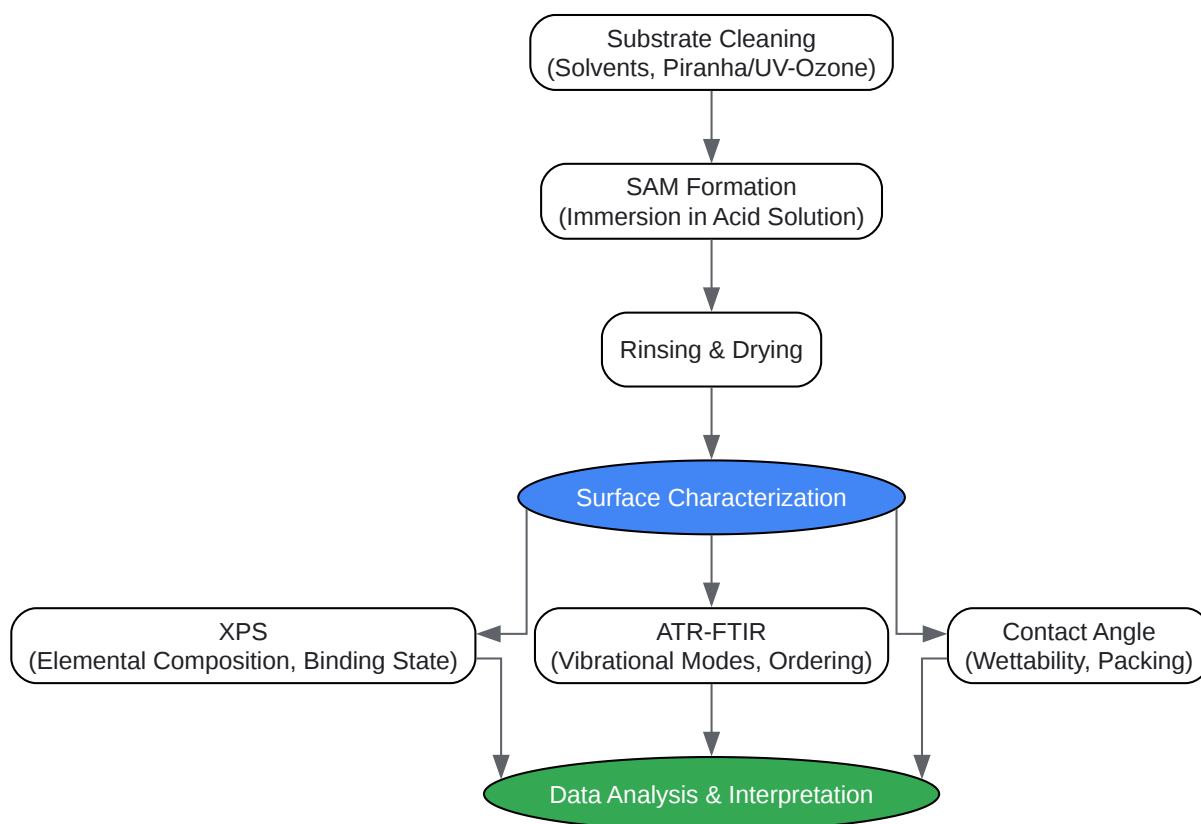 Substrate Cleaning
(Solvents, Piranha/UV-Ozone)
SAM Formation
(Immersion in Acid Solution)
Rinsing & Drying
Surface Characterization
XPS
(Elemental Composition, Binding State)
ATR-FTIR
(Vibrational Modes, Ordering)
Contact Angle
(Wettability, Packing)
Data Analysis & Interpretation